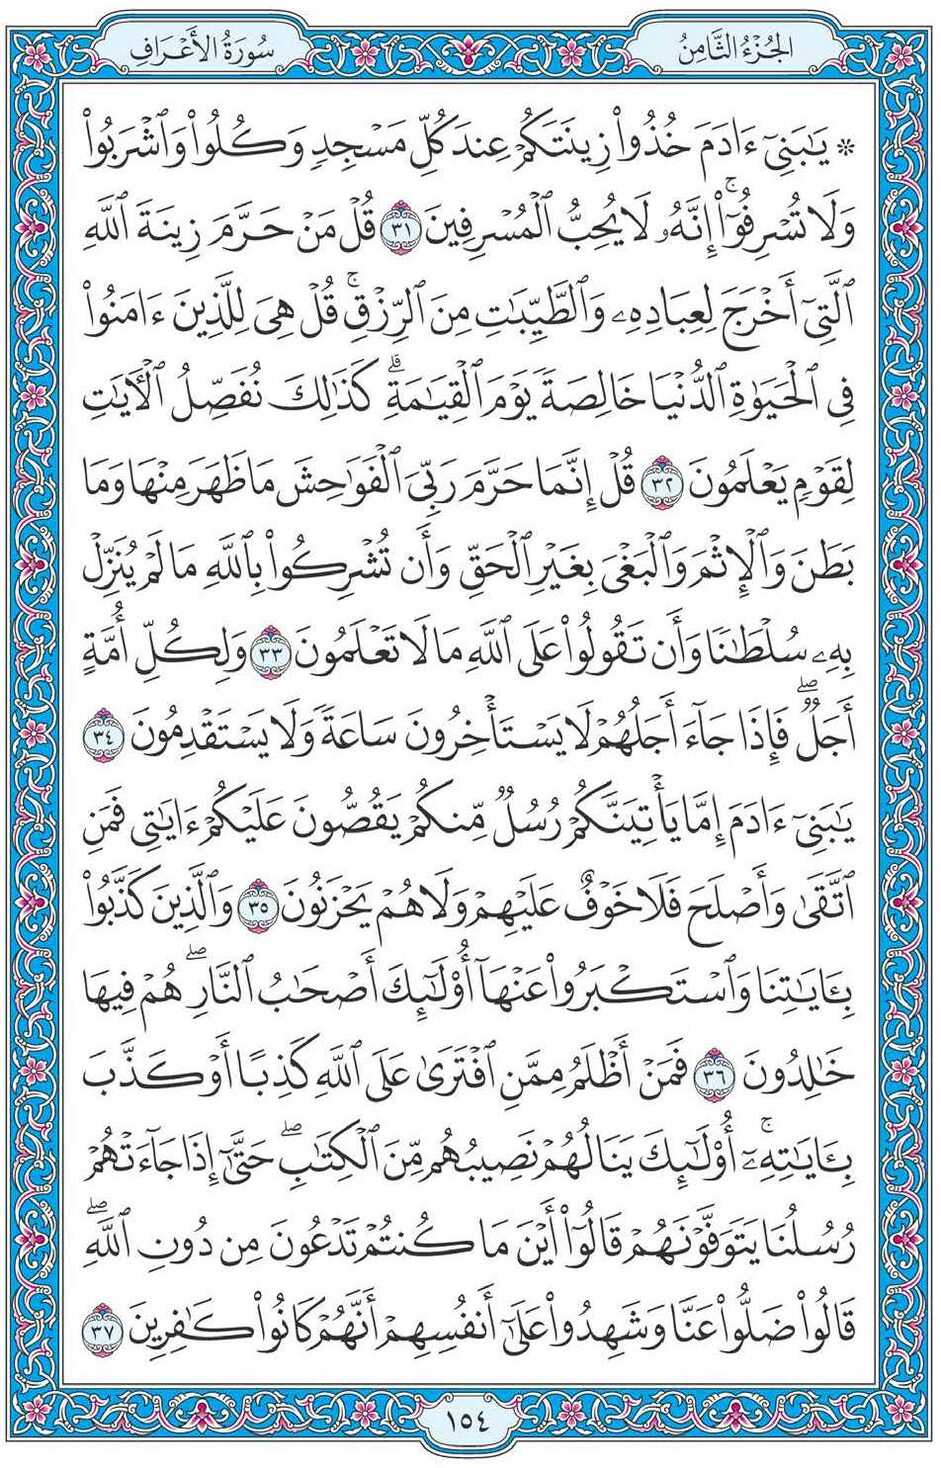 الجُزْءُ الثَّامِنُ
سُورَةُ الأَعْرَافِ
۞ يَٰبَنِيٓ ءَادَمَ خُذُواْ زِينَتَكُمۡ عِندَ كُلِّ مَسۡجِدٖ وَكُلُواْ وَٱشۡرَبُواْ
وَلَا تُسۡرِفُوٓاْۚ إِنَّهُۥ لَا يُحِبُّ ٱلۡمُسۡرِفِينَ ٣١ قُلۡ مَنۡ حَرَّمَ زِينَةَ ٱللَّهِ
ٱلَّتِيٓ أَخۡرَجَ لِعِبَادِهِۦ وَٱلطَّيِّبَٰتِ مِنَ ٱلرِّزۡقِۚ قُلۡ هِيَ لِلَّذِينَ ءَامَنُواْ
فِي ٱلۡحَيَوٰةِ ٱلدُّنۡيَا خَالِصَةٗ يَوۡمَ ٱلۡقِيَٰمَةِۗ كَذَٰلِكَ نُفَصِّلُ ٱلۡأٓيَٰتِ
لِقَوۡمٖ يَعۡلَمُونَ ٣٢ قُلۡ إِنَّمَا حَرَّمَ رَبِّيَ ٱلۡفَوَٰحِشَ مَا ظَهَرَ مِنۡهَا وَمَا
بَطَنَ وَٱلۡإِثۡمَ وَٱلۡبَغۡيَ بِغَيۡرِ ٱلۡحَقِّ وَأَن تُشۡرِكُواْ بِٱللَّهِ مَا لَمۡ يُنَزِّلۡ
بِهِۦ سُلۡطَٰنٗا وَأَن تَقُولُواْ عَلَى ٱللَّهِ مَا لَا تَعۡلَمُونَ ٣٣ وَلِكُلِّ أُمَّةٍ
أَجَلٞۖ فَإِذَا جَآءَ أَجَلُهُمۡ لَا يَسۡتَأۡخِرُونَ سَاعَةٗ وَلَا يَسۡتَقۡدِمُونَ ٣٤
يَٰبَنِيٓ ءَادَمَ إِمَّا يَأۡتِيَنَّكُمۡ رُسُلٞ مِّنكُمۡ يَقُصُّونَ عَلَيۡكُمۡ ءَايَٰتِي فَمَنِ
ٱتَّقَىٰ وَأَصۡلَحَ فَلَا خَوۡفٌ عَلَيۡهِمۡ وَلَا هُمۡ يَحۡزَنُونَ ٣٥ وَٱلَّذِينَ كَذَّبُواْ
بِـَٔايَٰتِنَا وَٱسۡتَكۡبَرُواْ عَنۡهَآ أُوْلَٰٓئِكَ أَصۡحَٰبُ ٱلنَّارِۖ هُمۡ فِيهَا
خَٰلِدُونَ ٣٦ فَمَنۡ أَظۡلَمُ مِمَّنِ ٱفۡتَرَىٰ عَلَى ٱللَّهِ كَذِبًا أَوۡ كَذَّبَ
بِـَٔايَٰتِهِۦٓۚ أُوْلَٰٓئِكَ يَنَالُهُمۡ نَصِيبُهُم مِّنَ ٱلۡكِتَٰبِۖ حَتَّىٰٓ إِذَا جَآءَتۡهُمۡ
رُسُلُنَا يَتَوَفَّوۡنَهُمۡ قَالُوٓاْ أَيۡنَ مَا كُنتُمۡ تَدۡعُونَ مِن دُونِ ٱللَّهِۖ
قَالُواْ ضَلُّواْ عَنَّا وَشَهِدُواْ عَلَىٰٓ أَنفُسِهِمۡ أَنَّهُمۡ كَانُواْ كَٰفِرِينَ ٣٧
١٥٤